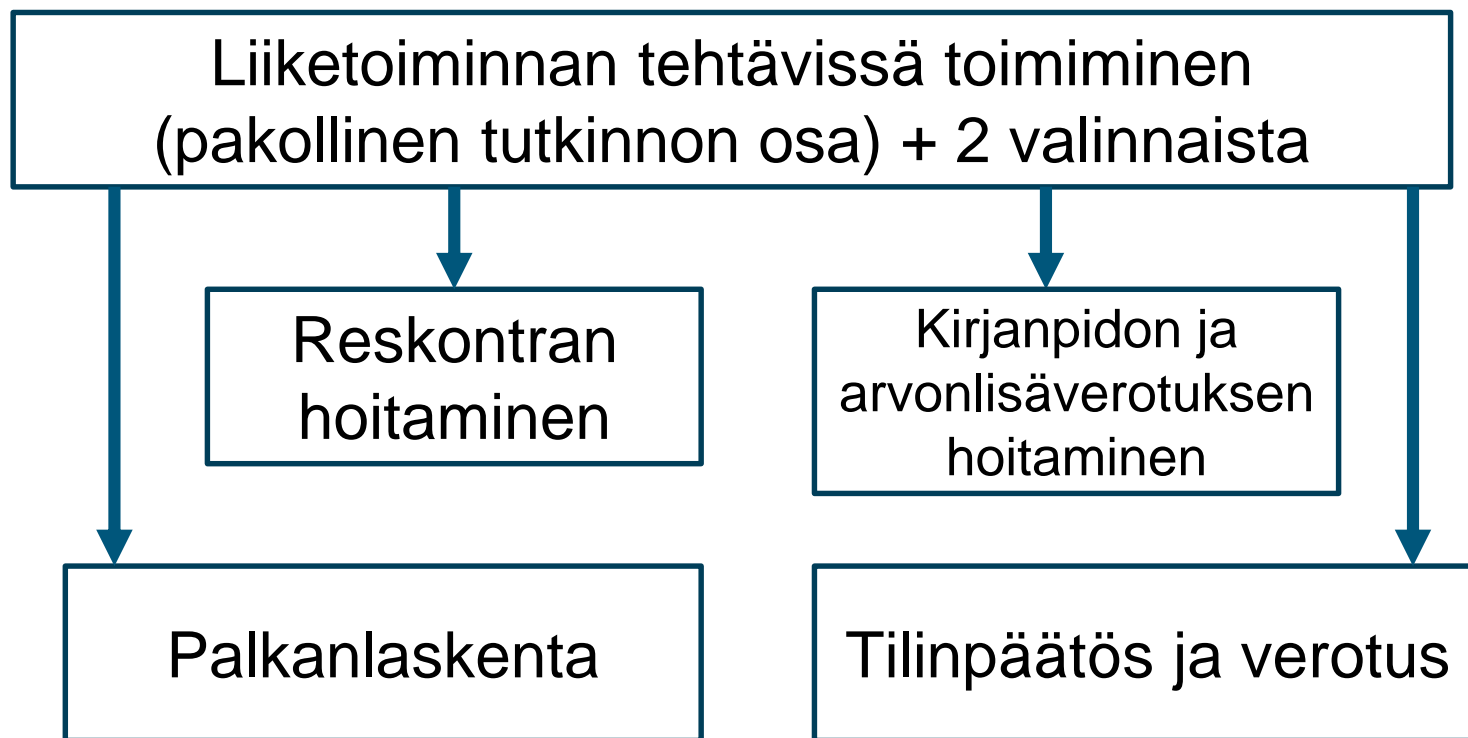 Liiketoiminnan tehtävissä toimiminen
(pakollinen tutkinnon osa) + 2 valinnaista
Reskontran
hoitaminen
Kirjanpidon ja
arvonlisäverotuksen
hoitaminen
Palkanlaskenta
Tilinpäätös ja verotus